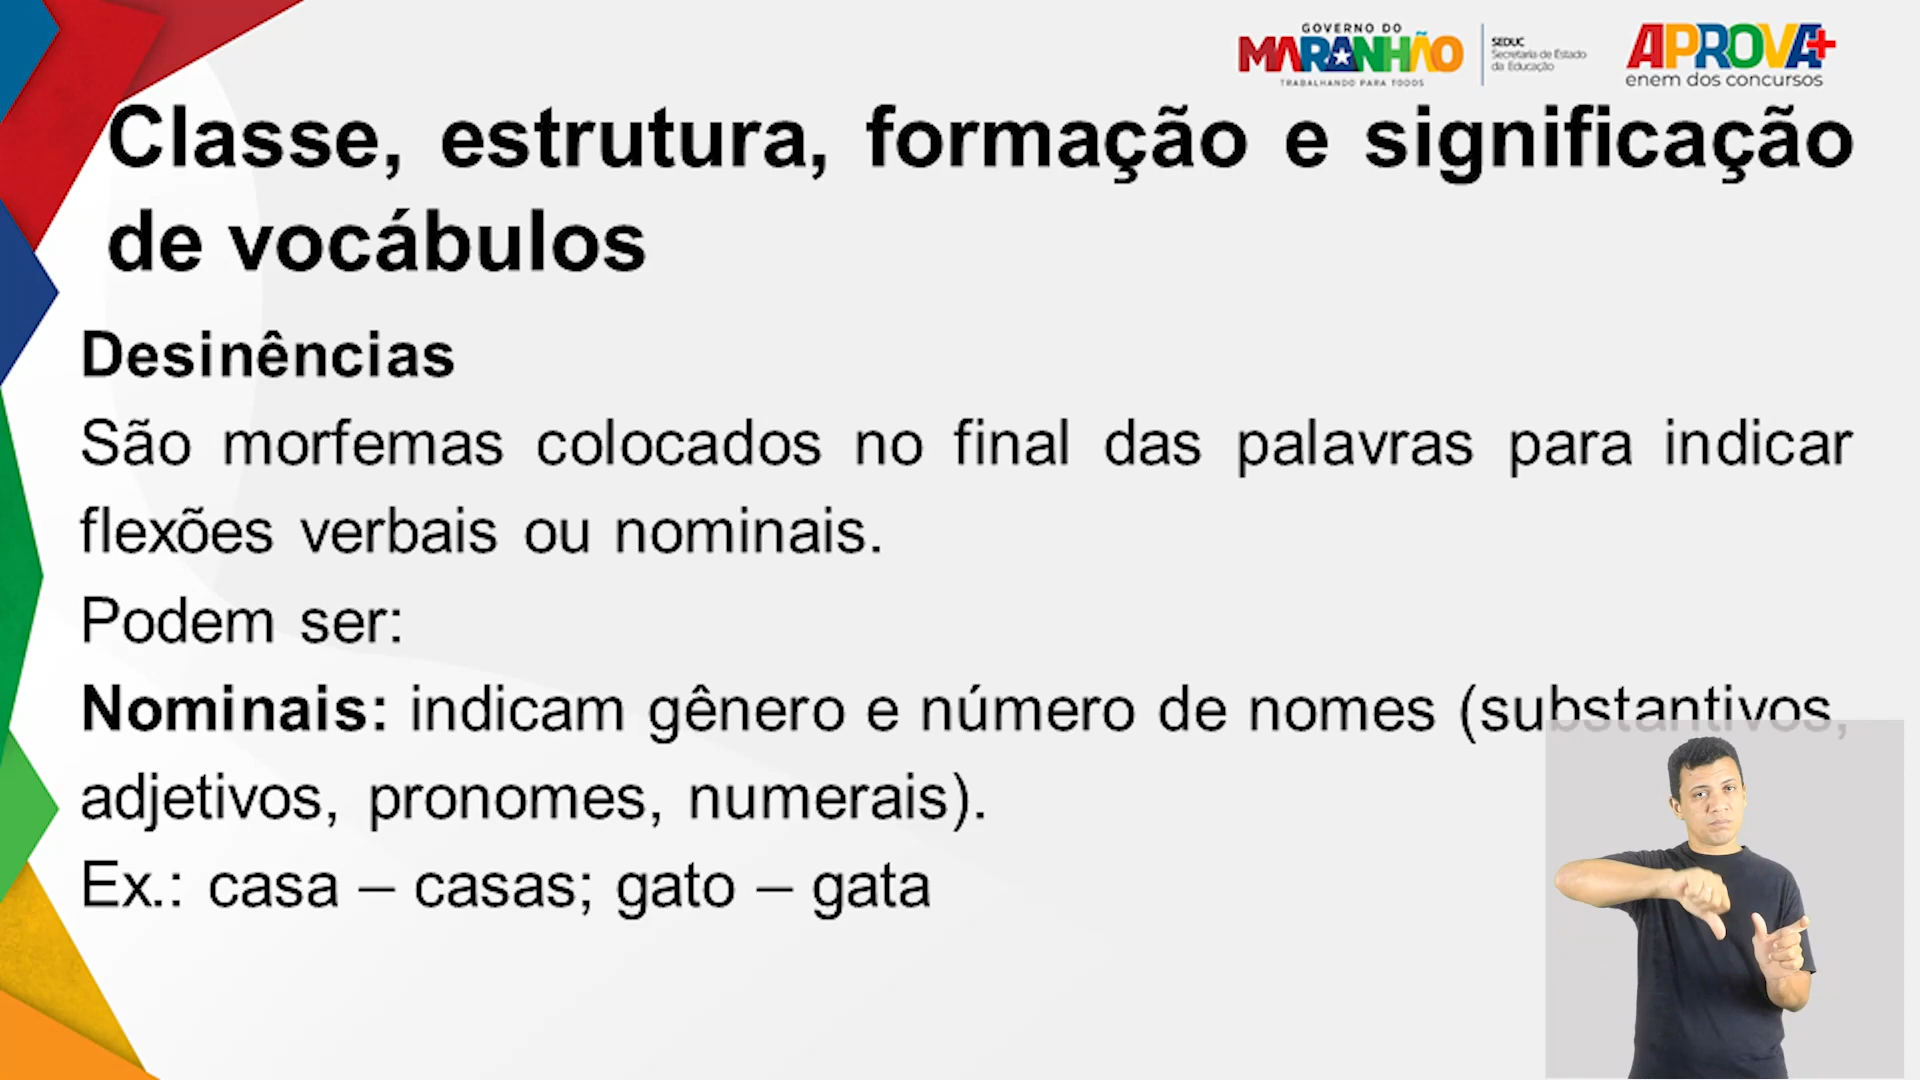 GOVERNO DO
MARANHÃO
TRABALHANDO PARA TODOS
SEDUC
Secretaria de Estado
da Educação
APROVA+
enem dos concursos
Classe, estrutura, formação e significação
de vocábulos
Desinências
São morfemas colocados no final das palavras para indicar
flexões verbais ou nominais.
Podem ser:
Nominais: indicam gênero e número de nomes (substantivos,
adjetivos, pronomes, numerais).
Ex.: casa – casas; gato – gata